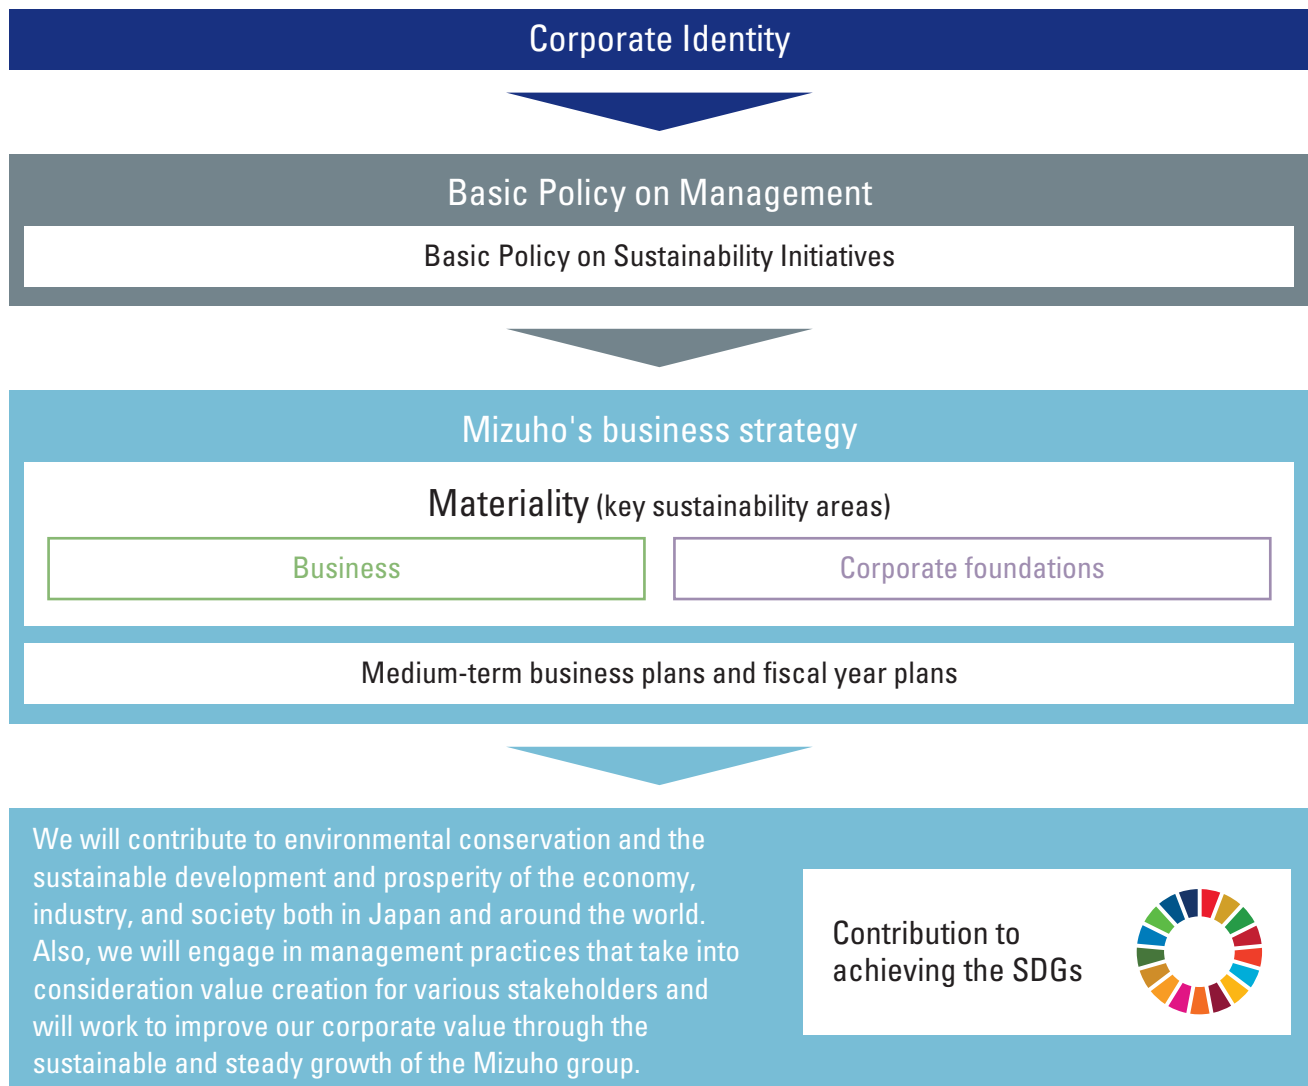 Corporate Identity
Basic Policy on Management
Basic Policy on Sustainability Initiatives
Mizuho's business strategy
Materiality (key sustainability areas)
Business
Corporate foundations
Medium-term business plans and fiscal year plans
We will contribute to environmental conservation and the
sustainable development and prosperity of the economy,
industry, and society both in Japan and around the world.
Also, we will engage in management practices that take into
consideration value creation for various stakeholders and
will work to improve our corporate value through the
sustainable and steady growth of the Mizuho group.
Contribution to
achieving the SDGs